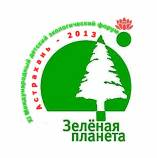 XI Международный детский экологический форум
Астрахань - 2013
Зелёная
планета